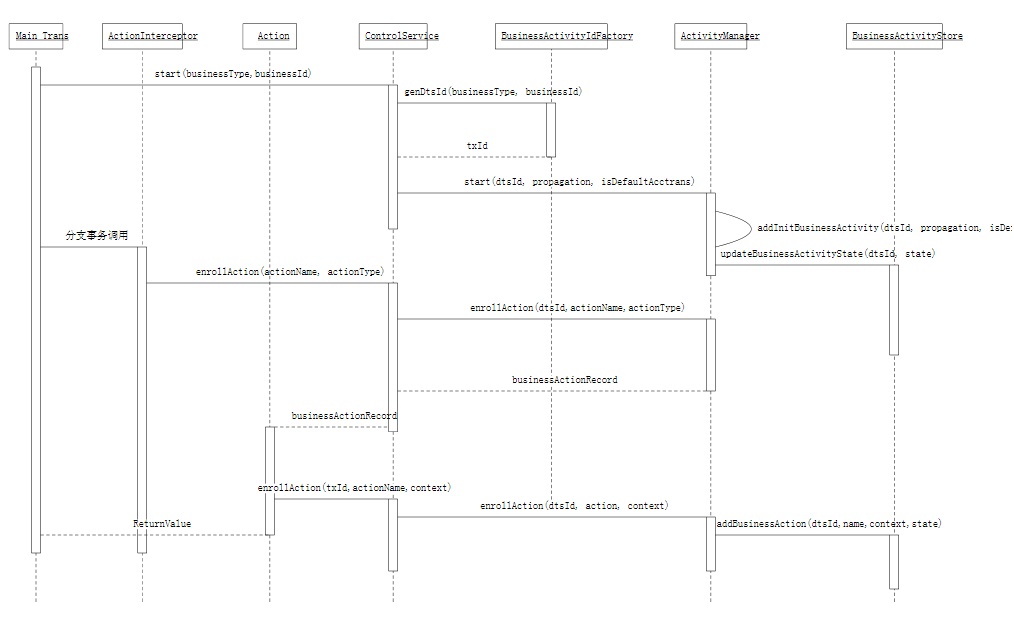 Main Trans
ActionInterceptor
Action
ControlService
BusinessActivityIdFactory
ActivityManager
BusinessActivityStore
start(businessType,businessId)
genDtsId(businessType, businessId)
txId
start(dtsId, propagation, isDefaultAcctrans)
addInitBusinessActivity(dtsId, propagation, isDe
分支事务调用
updateBusinessActivityState(dtsId, state)
enrollAction(actionName, actionType)
enrollAction(dtsId,actionName,actionType)
businessActionRecord
businessActionRecord
enrollAction(txId,actionName,context)
enrollAction(dtsId, action, context)
ReturnValue
addBusinessAction(dtsId,name,context,state)